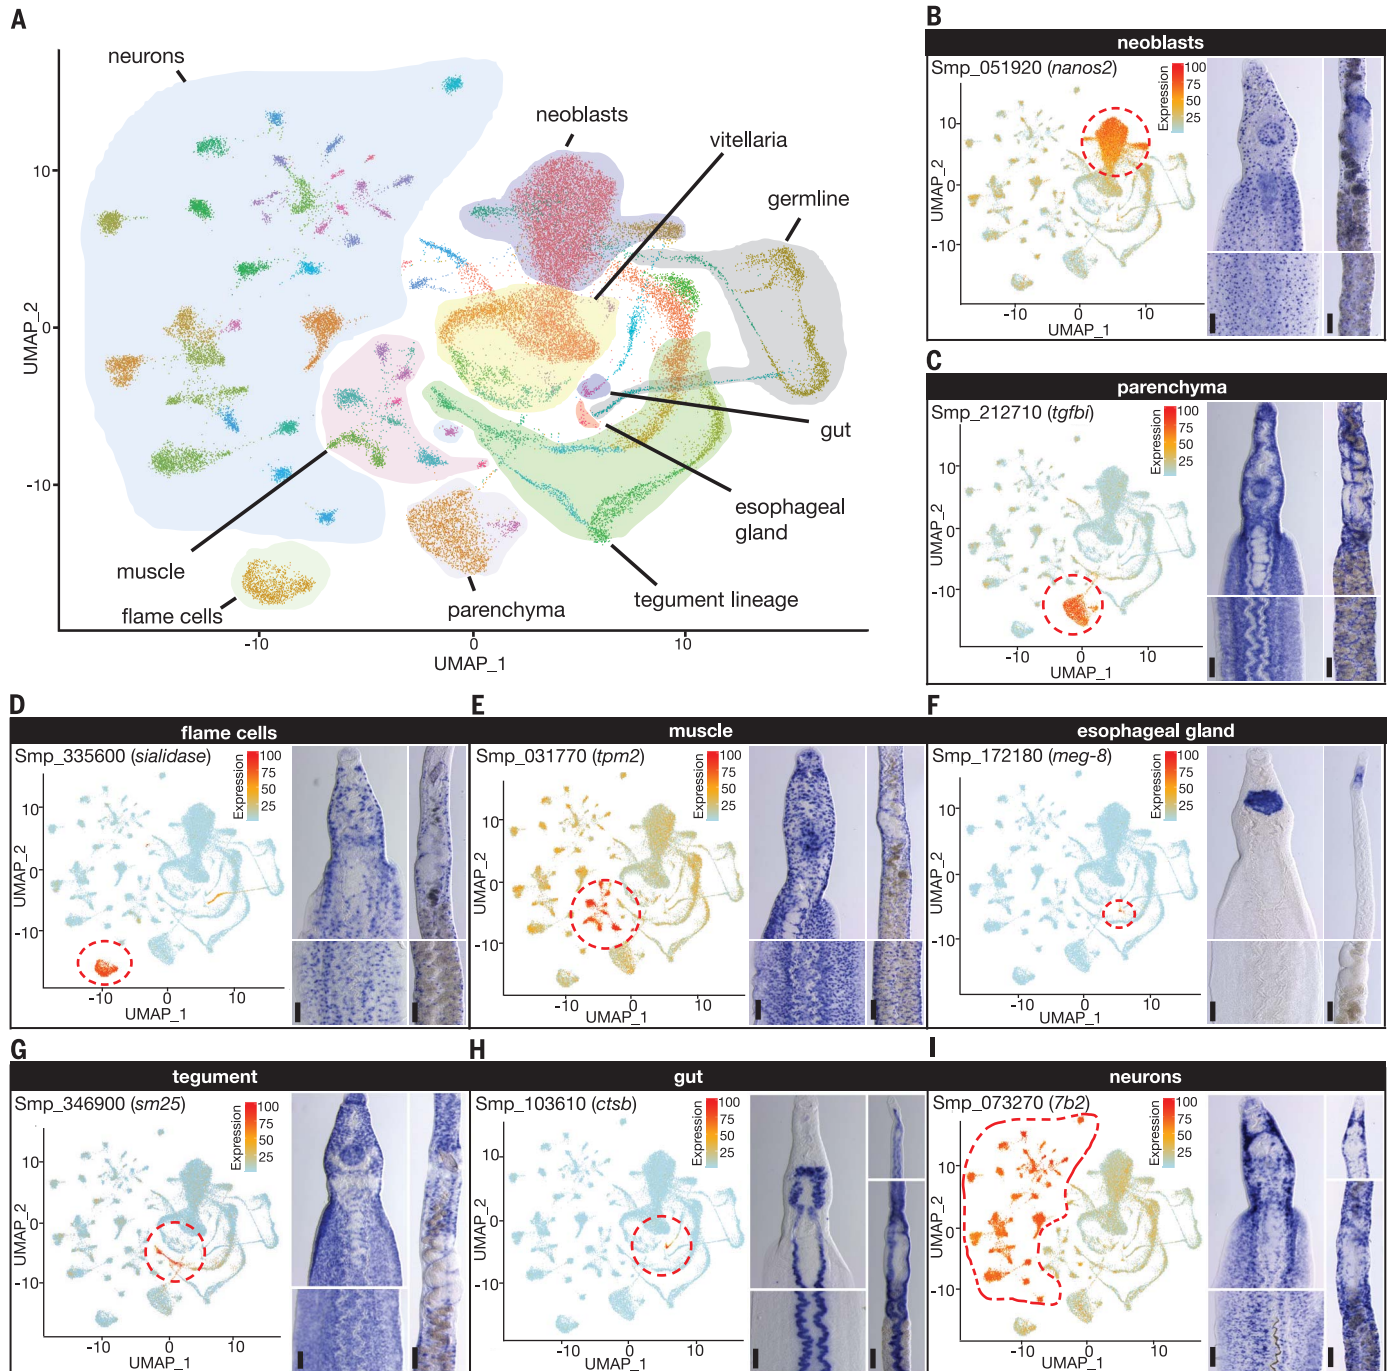 A
neurons
neoblasts
vitellaria
germline
gut
esophageal
gland
tegument lineage
parenchyma
muscle
flame cells
UMAP_2
10
0
-10
-10
0
10
UMAP_1
B
neoblasts
Smp_051920 (nanos2)
Expression
100
75
50
25
UMAP_2
10
0
-10
-10
0
10
UMAP_1
C
parenchyma
Smp_212710 (tgfbi)
Expression
100
75
50
25
UMAP_2
10
0
-10
-10
0
10
UMAP_1
D
flame cells
Smp_335600 (sialidase)
Expression
100
75
50
25
UMAP_2
10
0
-10
-10
0
10
UMAP_1
E
muscle
Smp_031770 (tpm2)
Expression
100
75
50
25
UMAP_2
10
0
-10
-10
0
10
UMAP_1
F
esophageal gland
Smp_172180 (meg-8)
Expression
100
75
50
25
UMAP_2
10
0
-10
-10
0
10
UMAP_1
G
tegument
Smp_346900 (sm25)
Expression
100
75
50
25
UMAP_2
10
0
-10
-10
0
10
UMAP_1
H
gut
Smp_103610 (ctsb)
Expression
100
75
50
25
UMAP_2
10
0
-10
-10
0
10
UMAP_1
I
neurons
Smp_073270 (7b2)
Expression
100
75
50
25
UMAP_2
10
0
-10
-10
0
10
UMAP_1